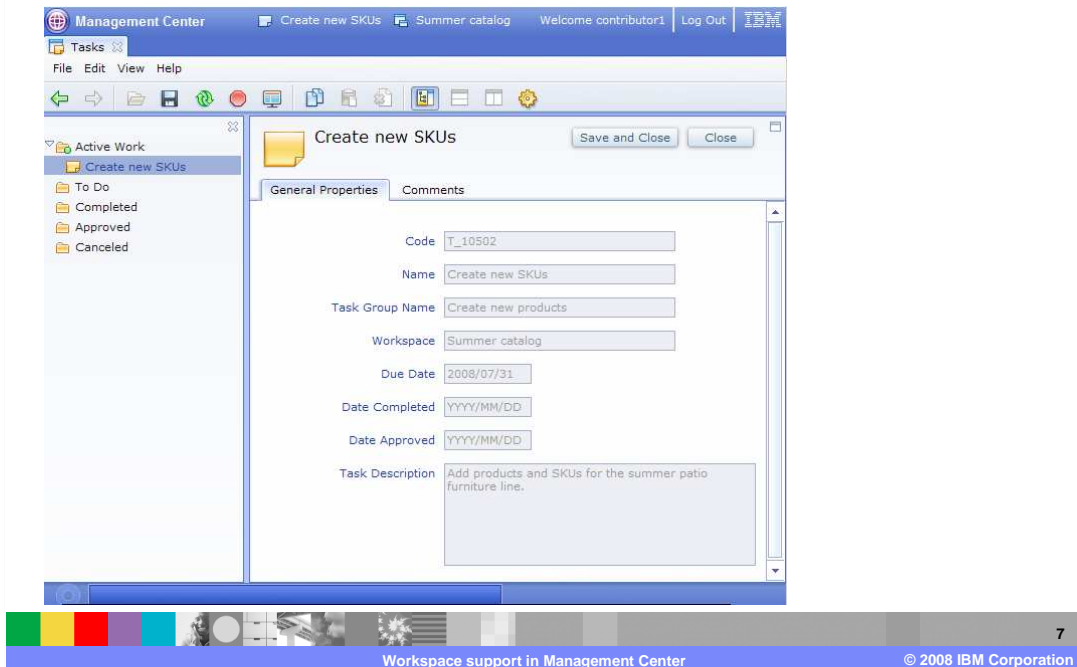 Management Center Create new SKUs Summer catalog Welcome contributor1 Log Out IBM
Tasks
File Edit View Help
Active Work
Create new SKUs
To Do
Completed
Approved
Canceled
Create new SKUs
Save and Close Close
General Properties Comments
Code T_10502
Name Create new SKUs
Task Group Name Create new products
Workspace Summer catalog
Due Date 2008/07/31
Date Completed YYYY/MM/DD
Date Approved YYYY/MM/DD
Task Description Add products and SKUs for the summer patio
furniture line.
7
Workspace support in Management Center © 2008 IBM Corporation